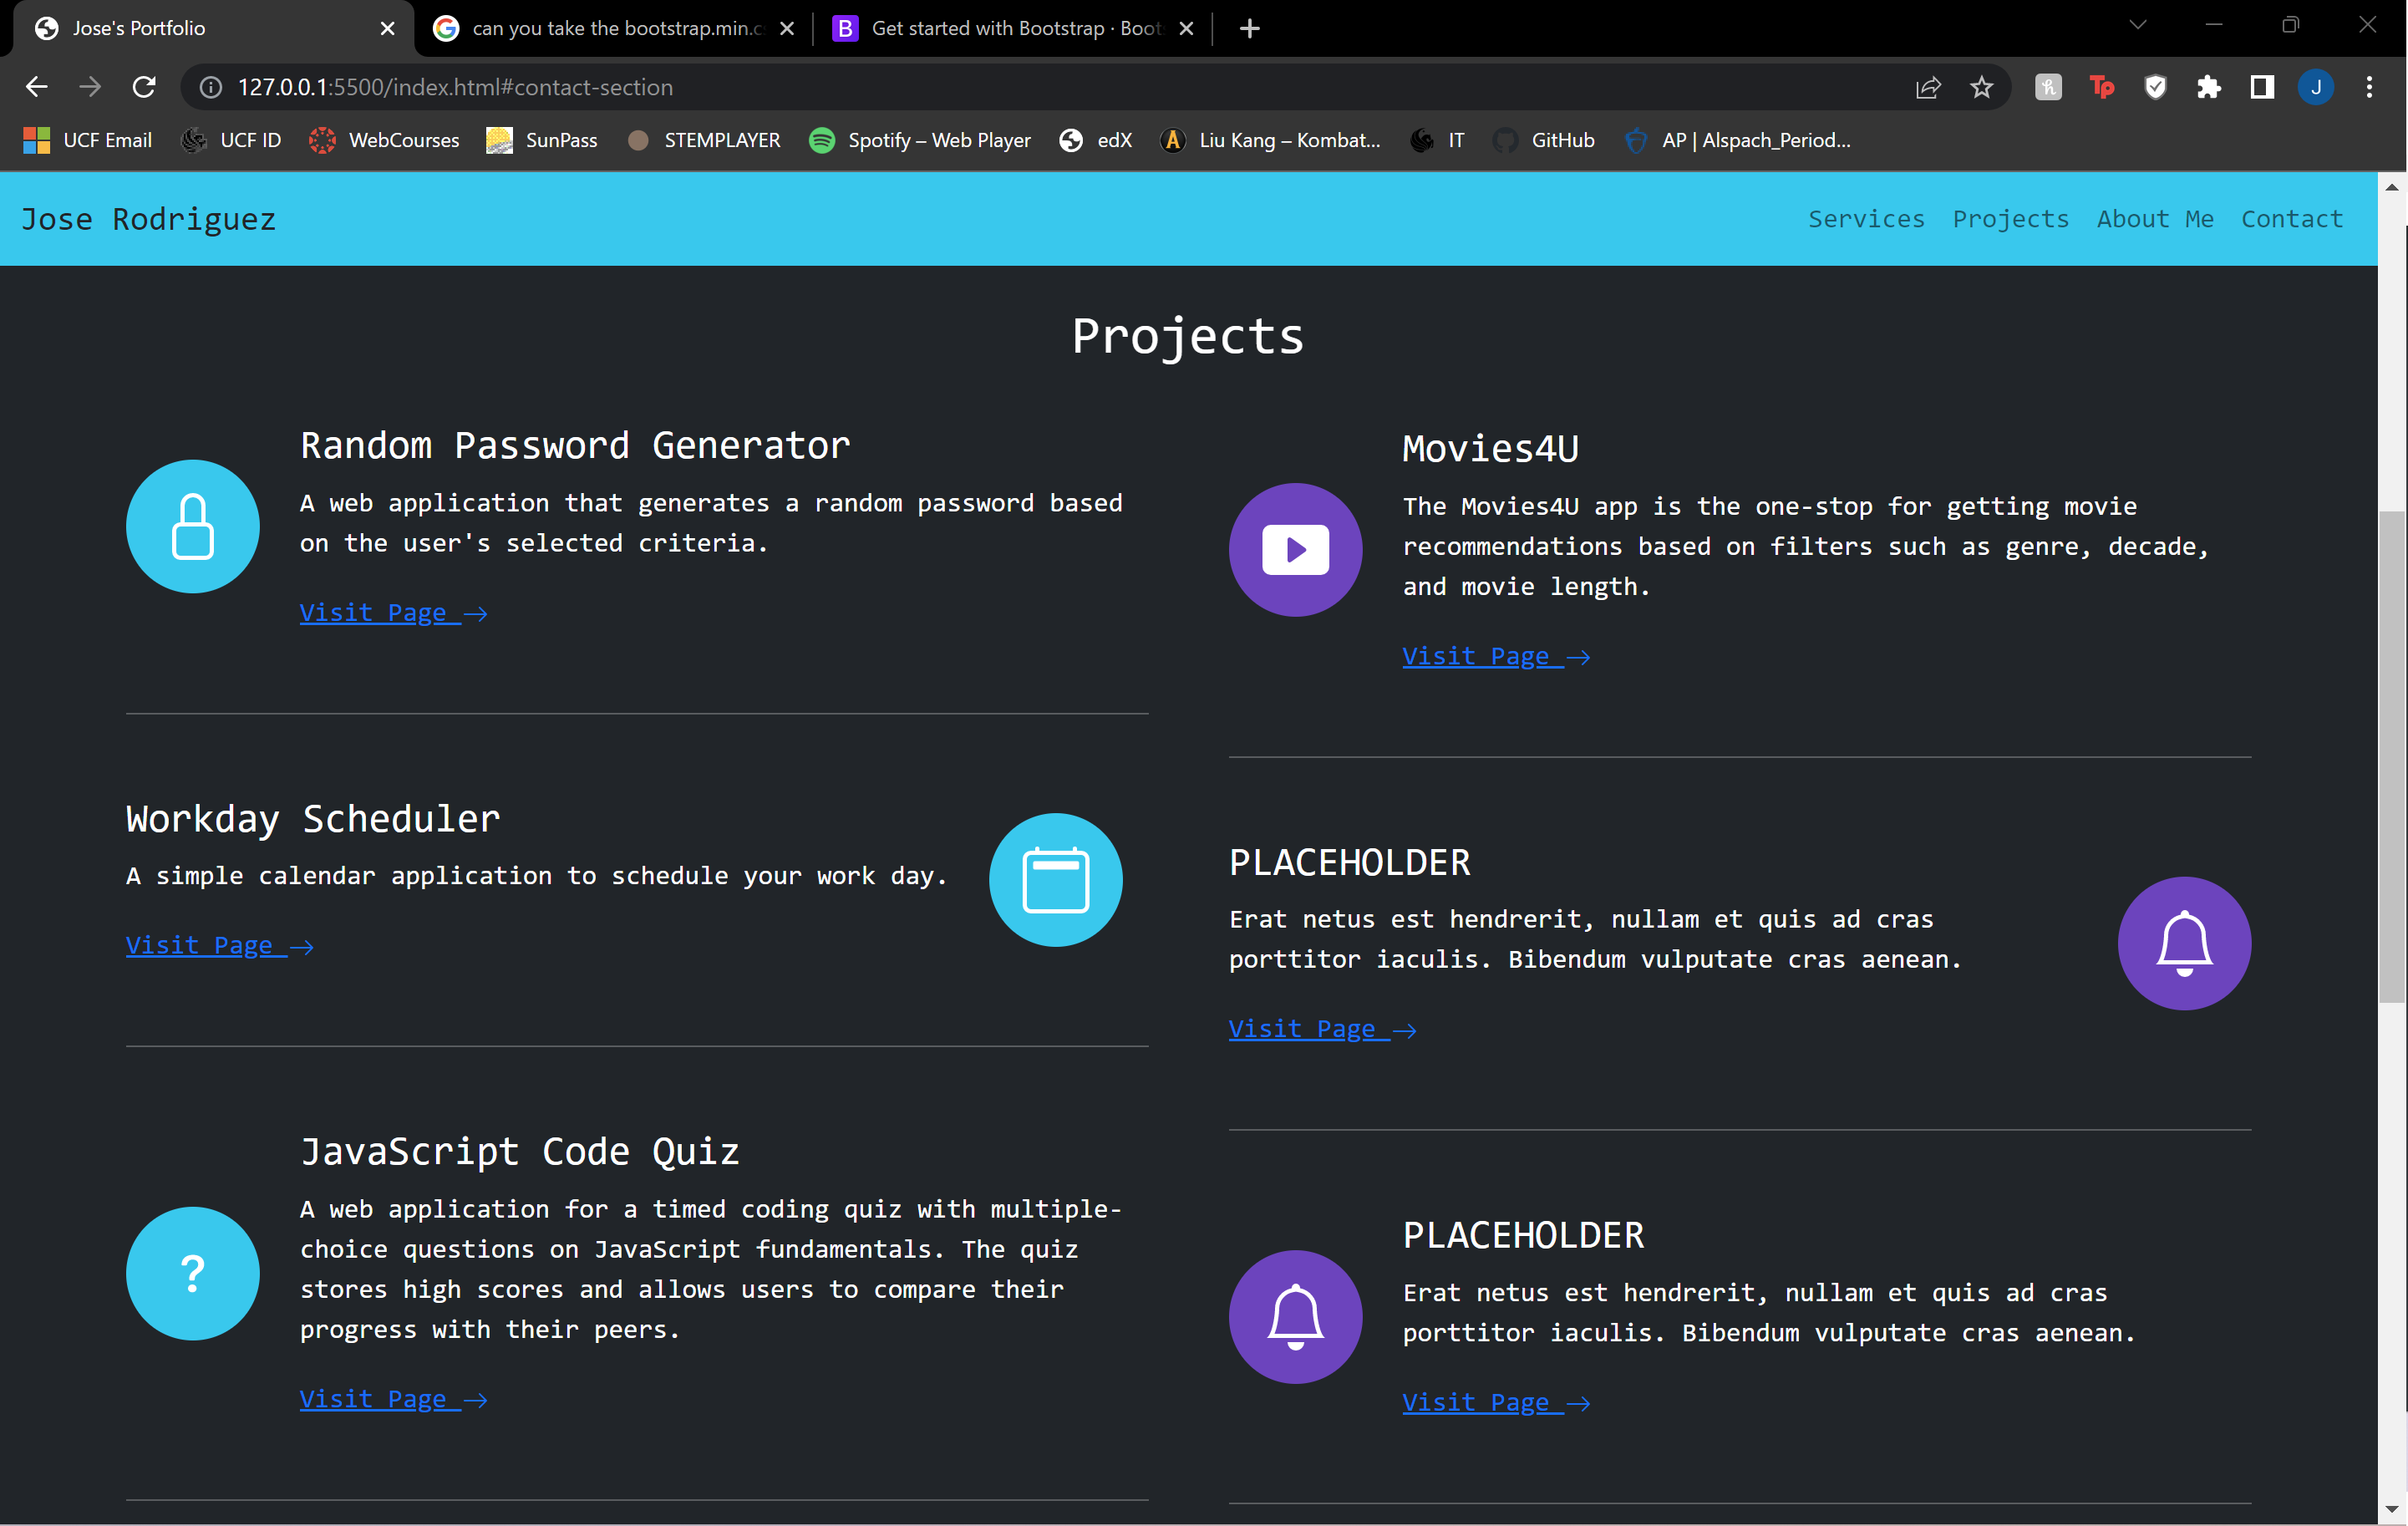 Jose's Portfolio
can you take the bootstrap.min.c
Get started with Bootstrap · Boot
127.0.0.1:5500/index.html#contact-section
Tp
J
UCF Email
UCF ID
WebCourses
SunPass
STEMPLAYER
Spotify – Web Player
edX
Liu Kang – Kombat...
IT
GitHub
AP | Alspach_Period...
Jose Rodriguez
Services
Projects
About Me
Contact
Projects
Random Password Generator
A web application that generates a random password based
on the user's selected criteria.
Visit Page →
Workday Scheduler
A simple calendar application to schedule your work day.
Visit Page →
?
JavaScript Code Quiz
A web application for a timed coding quiz with multiple-
choice questions on JavaScript fundamentals. The quiz
stores high scores and allows users to compare their
progress with their peers.
Visit Page →
Movies4U
The Movies4U app is the one-stop for getting movie
recommendations based on filters such as genre, decade,
and movie length.
Visit Page →
PLACEHOLDER
Erat netus est hendrerit, nullam et quis ad cras
porttitor iaculis. Bibendum vulputate cras aenean.
Visit Page →
PLACEHOLDER
Erat netus est hendrerit, nullam et quis ad cras
porttitor iaculis. Bibendum vulputate cras aenean.
Visit Page →